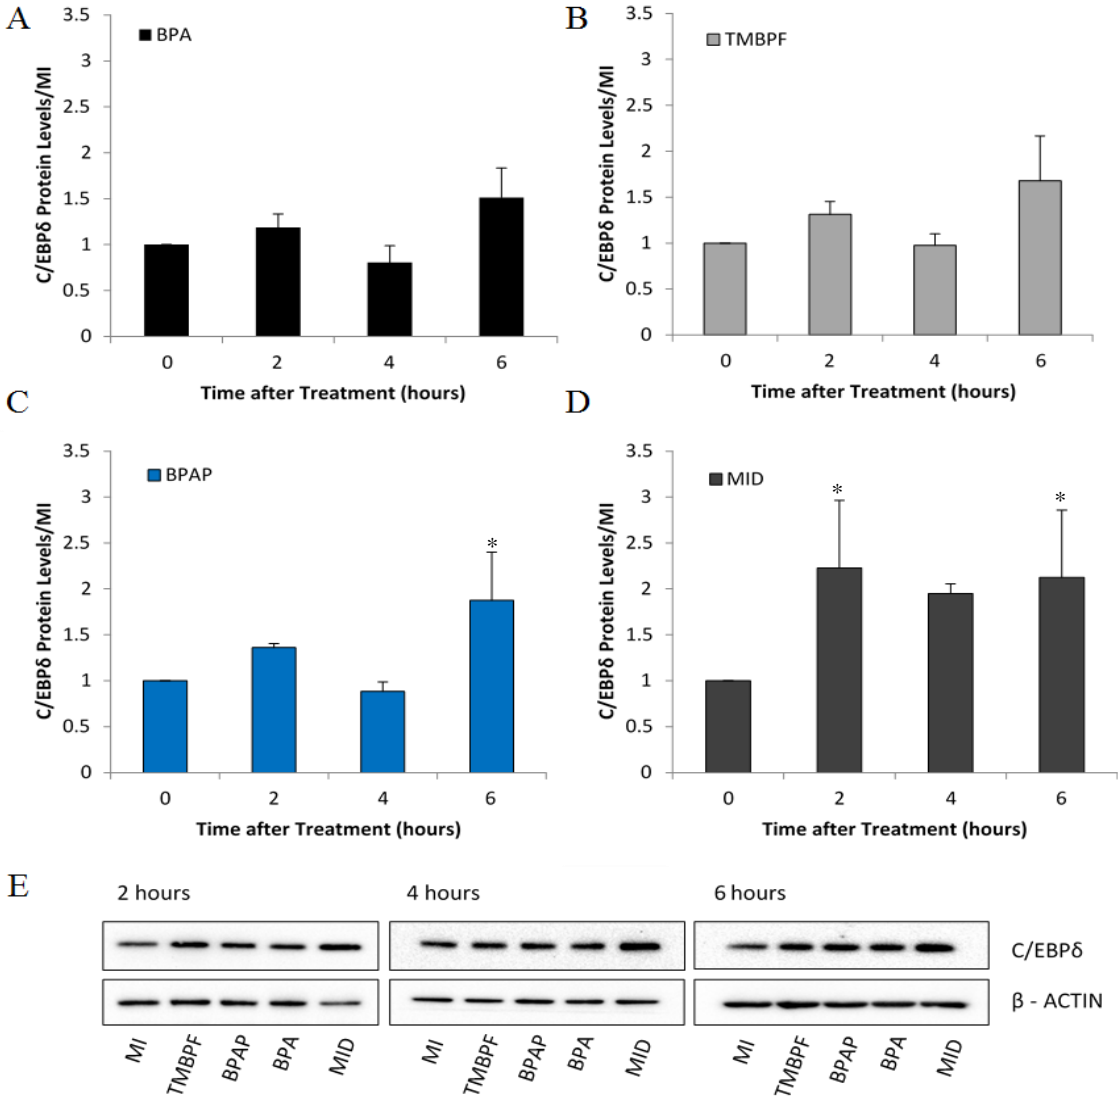 A
C/EBPδ Protein Levels/MI
3.5
3
2.5
2
1.5
1
0.5
0
BPA
0 2 4 6
Time after Treatment (hours)
B
C/EBPδ Protein Levels/MI
3.5
3
2.5
2
1.5
1
0.5
0
TMBPF
0 2 4 6
Time after Treatment (hours)
C
C/EBPδ Protein Levels/MI
3.5
3
2.5
2
1.5
1
0.5
0
BPAP
*
0 2 4 6
Time after Treatment (hours)
D
C/EBPδ Protein Levels/MI
3.5
3
2.5
2
1.5
1
0.5
0
MID
*
*
0 2 4 6
Time after Treatment (hours)
E
2 hours
4 hours
6 hours
C/EBPδ
β - ACTIN
MI TMBPF BPAP BPA MID
MI TMBPF BPAP BPA MID
MI TMBPF BPAP BPA MID